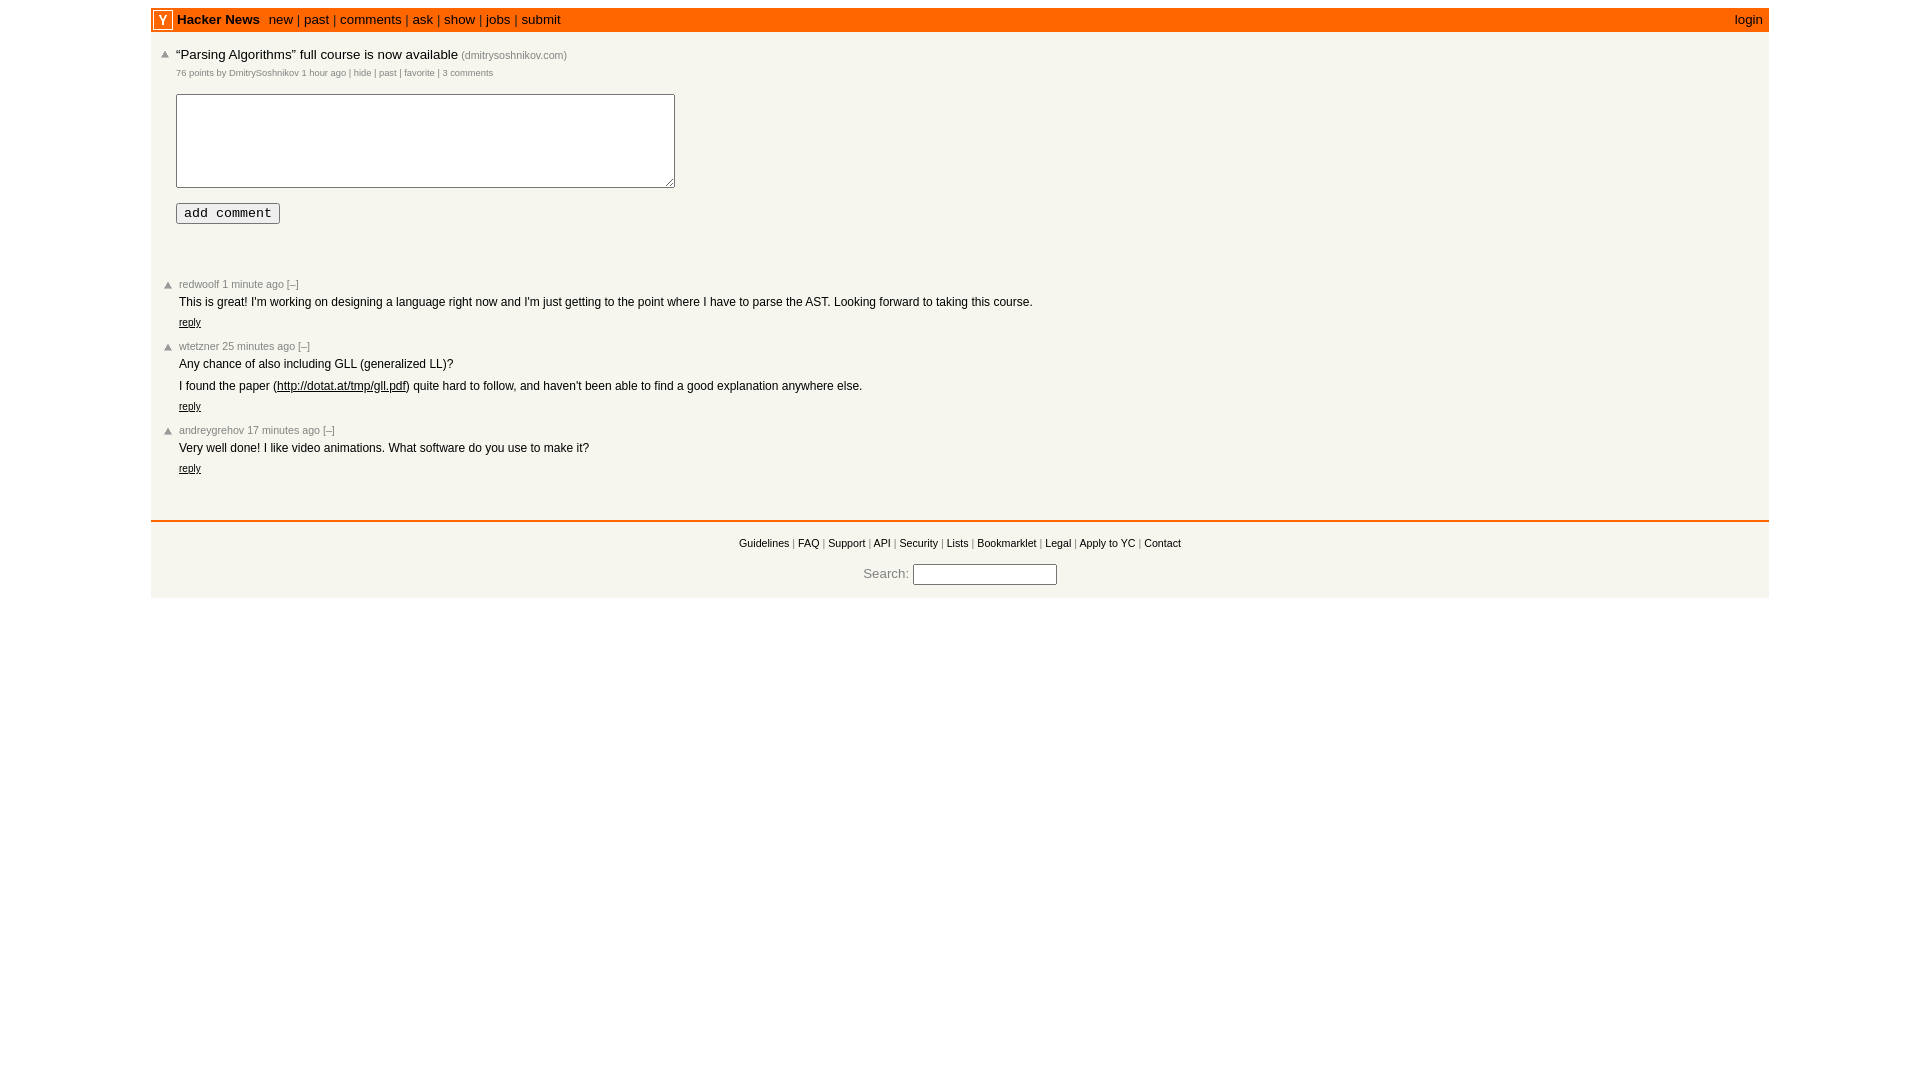 Y Hacker News new | past | comments | ask | show | jobs | submit login
“Parsing Algorithms” full course is now available (dmitrysoshnikov.com)
76 points by DmitrySoshnikov 1 hour ago | hide | past | favorite | 3 comments
add comment
redwoolf 1 minute ago [–]
This is great! I'm working on designing a language right now and I'm just getting to the point where I have to parse the AST. Looking forward to taking this course.
reply
wtetzner 25 minutes ago [–]
Any chance of also including GLL (generalized LL)?
I found the paper (http://dotat.at/tmp/gll.pdf) quite hard to follow, and haven't been able to find a good explanation anywhere else.
reply
andreygrehov 17 minutes ago [–]
Very well done! I like video animations. What software do you use to make it?
reply
Guidelines | FAQ | Support | API | Security | Lists | Bookmarklet | Legal | Apply to YC | Contact
Search: